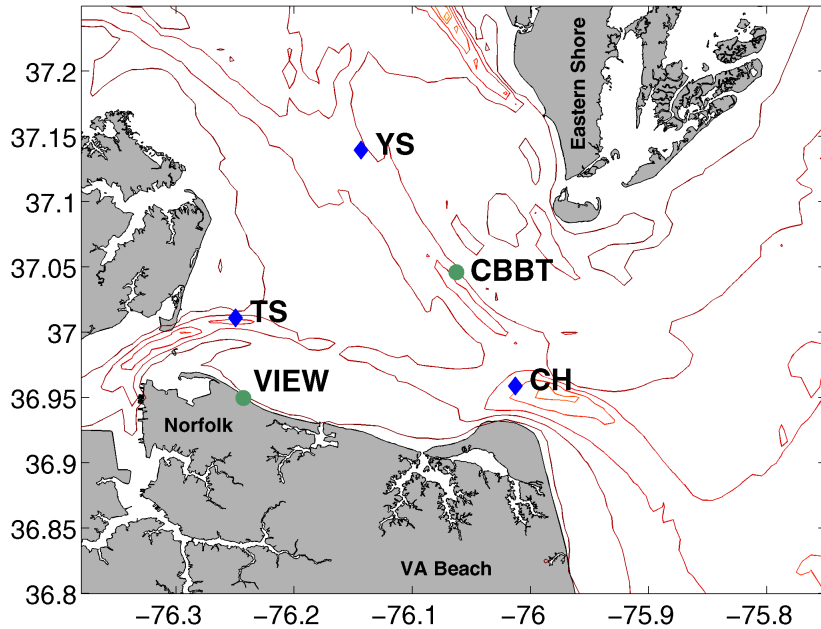 37.2
Eastern Shore
37.15
YS
37.1
37.05
CBBT
37
TS
CH
VIEW
36.95
Norfolk
36.9
36.85
VA Beach
36.8
−76.3 −76.2 −76.1 −76 −75.9 −75.8